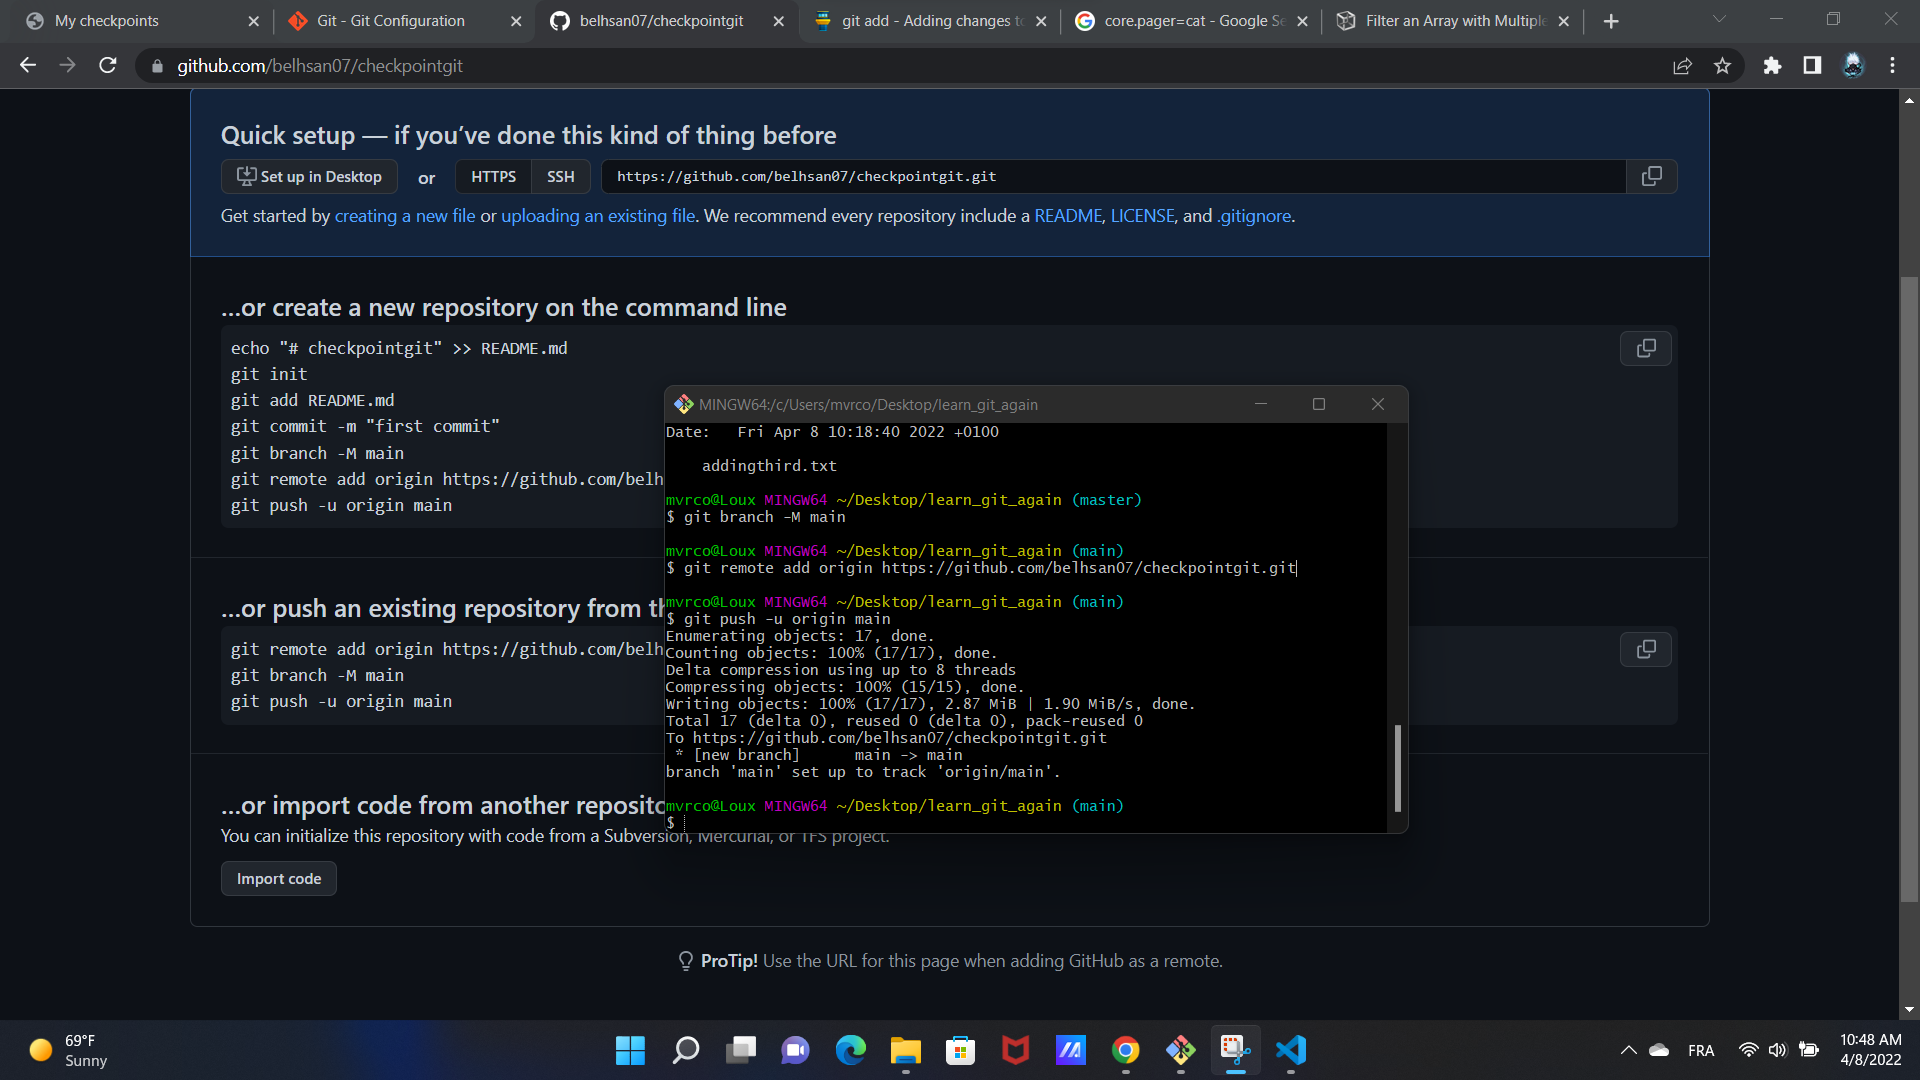 My checkpoints
Git - Git Configuration
belhsan07/checkpointgit
git add - Adding changes to
core.pager=cat - Google Se
Filter an Array with Multiple
github.com/belhsan07/checkpointgit
Quick setup — if you’ve done this kind of thing before
Set up in Desktop or HTTPS SSH https://github.com/belhsan07/checkpointgit.git
Get started by creating a new file or uploading an existing file. We recommend every repository include a README, LICENSE, and .gitignore.
…or create a new repository on the command line
echo "# checkpointgit" >> README.md
git init
git add README.md
git commit -m "first commit"
git branch -M main
git remote add origin https://github.com/belh
git push -u origin main
…or push an existing repository from th
git remote add origin https://github.com/belh
git branch -M main
git push -u origin main
…or import code from another reposito
You can initialize this repository with code from a Subversion, Mercurial, or TFS project.
Import code
MINGW64:/c/Users/mvrco/Desktop/learn_git_again
Date:   Fri Apr 8 10:18:40 2022 +0100
addingthird.txt
mvrco@Loux MINGW64 ~/Desktop/learn_git_again (master)
$ git branch -M main
mvrco@Loux MINGW64 ~/Desktop/learn_git_again (main)
$ git remote add origin https://github.com/belhsan07/checkpointgit.git
mvrco@Loux MINGW64 ~/Desktop/learn_git_again (main)
$ git push -u origin main
Enumerating objects: 17, done.
Counting objects: 100% (17/17), done.
Delta compression using up to 8 threads
Compressing objects: 100% (15/15), done.
Writing objects: 100% (17/17), 2.87 MiB | 1.90 MiB/s, done.
Total 17 (delta 0), reused 0 (delta 0), pack-reused 0
To https://github.com/belhsan07/checkpointgit.git
 * [new branch]      main -> main
branch 'main' set up to track 'origin/main'.
mvrco@Loux MINGW64 ~/Desktop/learn_git_again (main)
$
ProTip! Use the URL for this page when adding GitHub as a remote.
69°F
Sunny
FRA
10:48 AM
4/8/2022